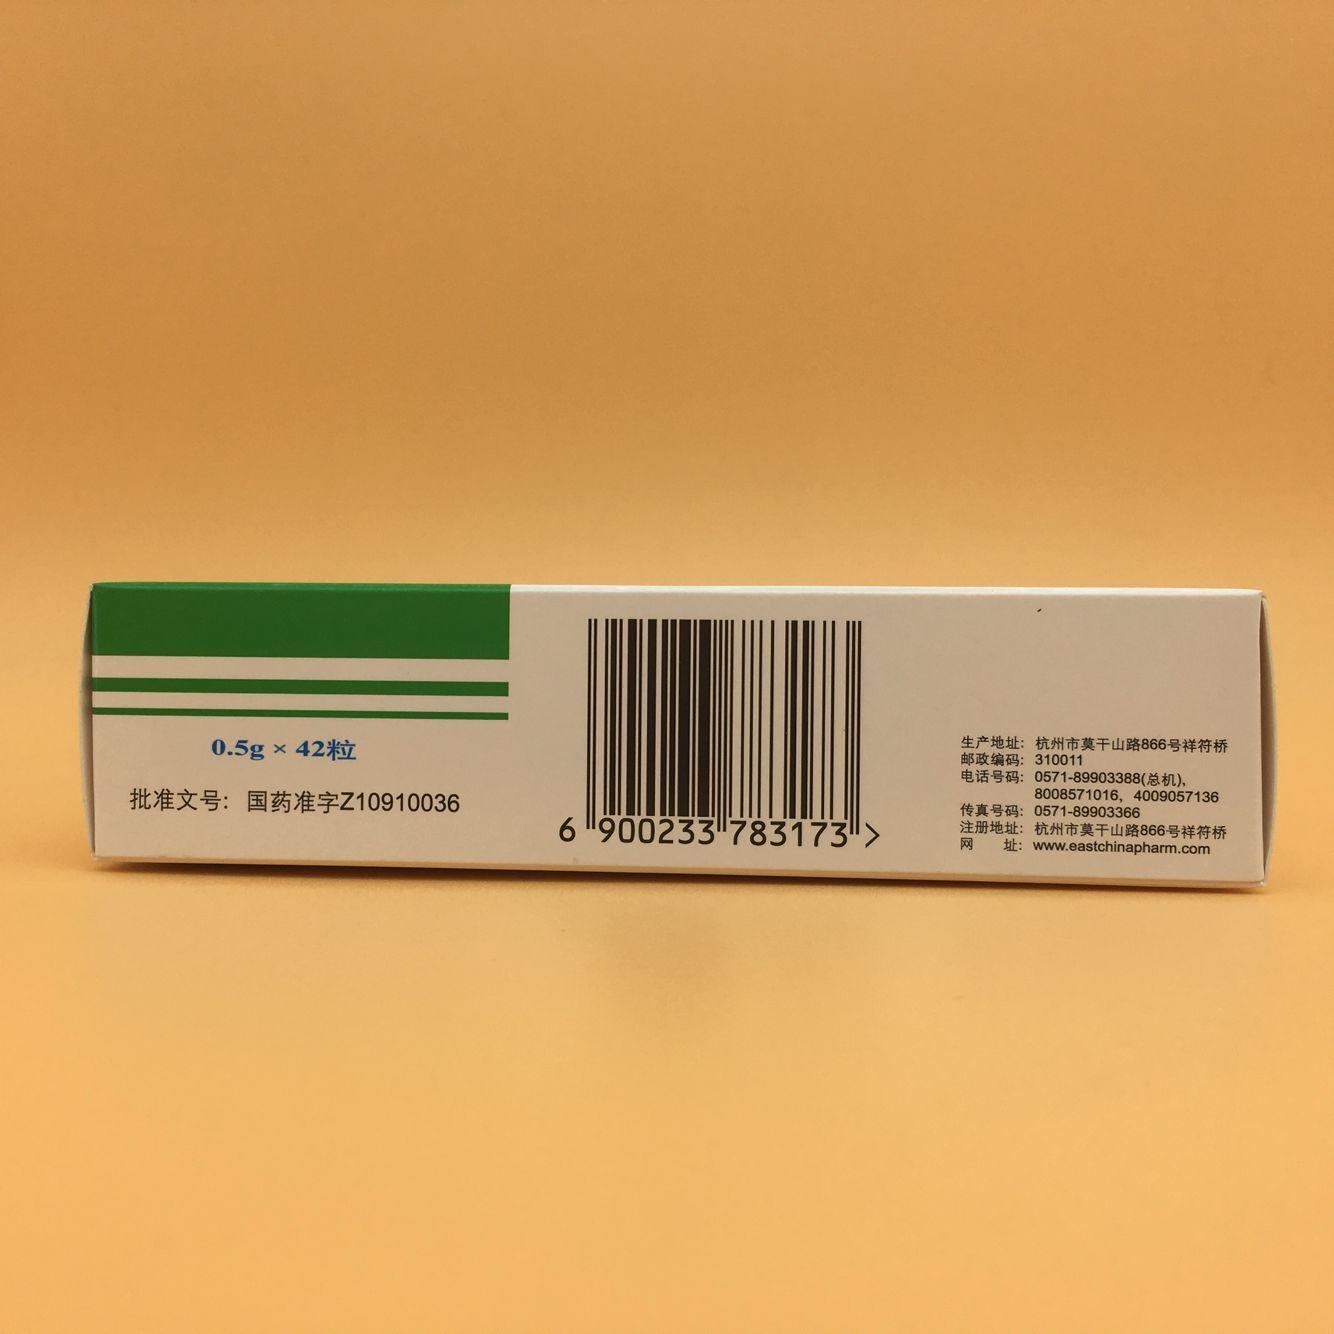 0.5g × 42粒
批准文号: 国药准字Z10910036
6 900233 783173 >
生产地址: 杭州市莫干山路866号祥符桥
邮政编码: 310011
电话号码: 0571-89903388(总机),
8008571016, 4009057136
传真号码: 0571-89903366
注册地址: 杭州市莫干山路866号祥符桥
网 址: www.eastchinapharm.com